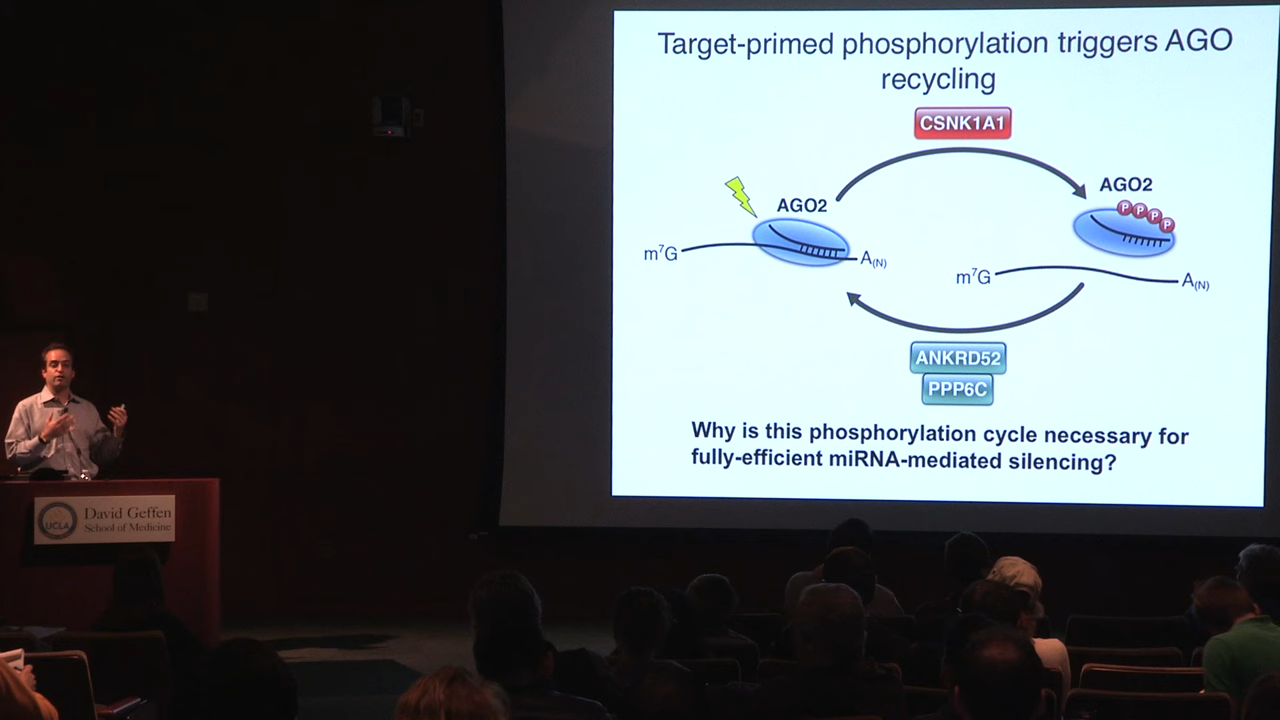 Target-primed phosphorylation triggers AGO
recycling
CSNK1A1
AGO2
AGO2
P P P P
m⁷G
A(N)
m⁷G
A(N)
ANKRD52
PPP6C
Why is this phosphorylation cycle necessary for
fully-efficient miRNA-mediated silencing?
UCLA
David Geffen
School of Medicine